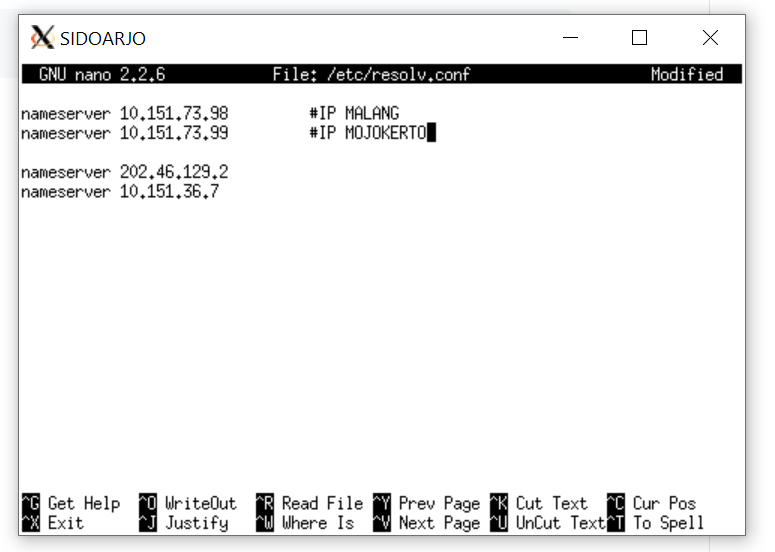 SIDOARJO
GNU nano 2.2.6 File: /etc/resolv.conf Modified
nameserver 10.151.73.98 #IP MALANG
nameserver 10.151.73.99 #IP MOJOKERTO
nameserver 202.46.129.2
nameserver 10.151.36.7
^G Get Help ^O WriteOut ^R Read File ^Y Prev Page ^K Cut Text ^C Cur Pos
^X Exit ^J Justify ^W Where Is ^V Next Page ^U UnCut Text ^T To Spell